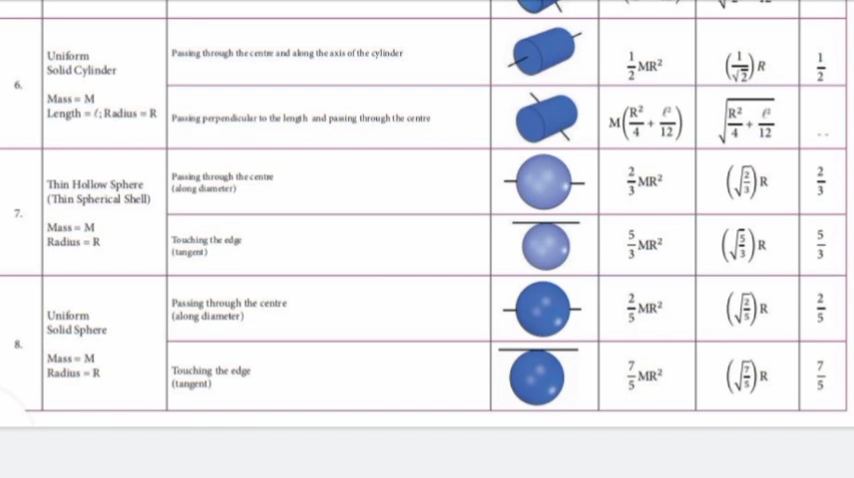 6.
Uniform
Solid Cylinder
Mass = M
Length = ℓ; Radius = R
Passing through the centre and along the axis of the cylinder
1/2 MR²
(1/√2) R
1/2
Passing perpendicular to the length and passing through the centre
M(R²/4 + ℓ²/12)
√(R²/4 + ℓ²/12)
--
7.
Thin Hollow Sphere
(Thin Spherical Shell)
Mass = M
Radius = R
Passing through the centre
(along diameter)
2/3 MR²
(√2/3) R
2/3
Touching the edge
(tangent)
5/3 MR²
(√5/3) R
5/3
8.
Uniform
Solid Sphere
Mass = M
Radius = R
Passing through the centre
(along diameter)
2/5 MR²
(√2/5) R
2/5
Touching the edge
(tangent)
7/5 MR²
(√7/5) R
7/5